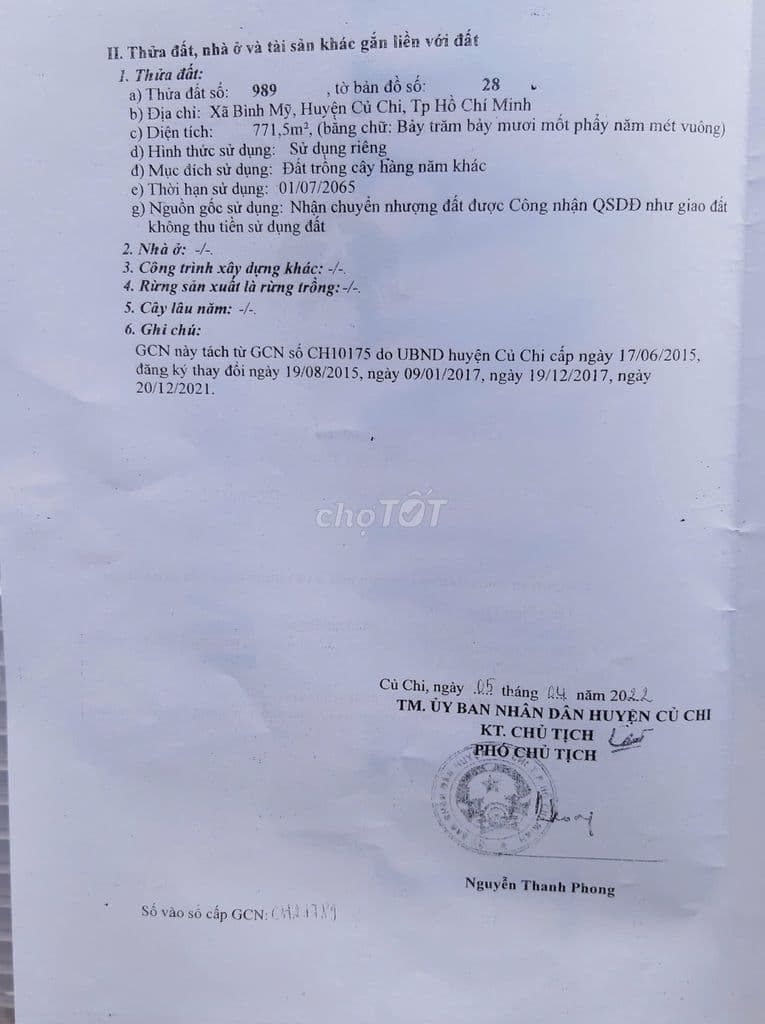 II. Thửa đất, nhà ở và tài sản khác gắn liền với đất
1. Thửa đất:
a) Thửa đất số: 989 , tờ bản đồ số: 28
b) Địa chỉ: Xã Bình Mỹ, Huyện Củ Chi, Tp Hồ Chí Minh
c) Diện tích: 771,5m², (bằng chữ: Bảy trăm bảy mươi mốt phẩy năm mét vuông)
d) Hình thức sử dụng: Sử dụng riêng
đ) Mục đích sử dụng: Đất trồng cây hàng năm khác
e) Thời hạn sử dụng: 01/07/2065
g) Nguồn gốc sử dụng: Nhận chuyển nhượng đất được Công nhận QSDĐ như giao đất
không thu tiền sử dụng đất
2. Nhà ở: -/-.
3. Công trình xây dựng khác: -/-.
4. Rừng sản xuất là rừng trồng: -/-.
5. Cây lâu năm: -/-.
6. Ghi chú:
GCN này tách từ GCN số CH10175 do UBND huyện Củ Chi cấp ngày 17/06/2015,
đăng ký thay đổi ngày 19/08/2015, ngày 09/01/2017, ngày 19/12/2017, ngày
20/12/2021.
chợTỐT
Củ Chi, ngày 05 tháng 04 năm 2022
TM. ỦY BAN NHÂN DÂN HUYỆN CỦ CHI
KT. CHỦ TỊCH
PHÓ CHỦ TỊCH
Nguyễn Thanh Phong
Số vào sổ cấp GCN: